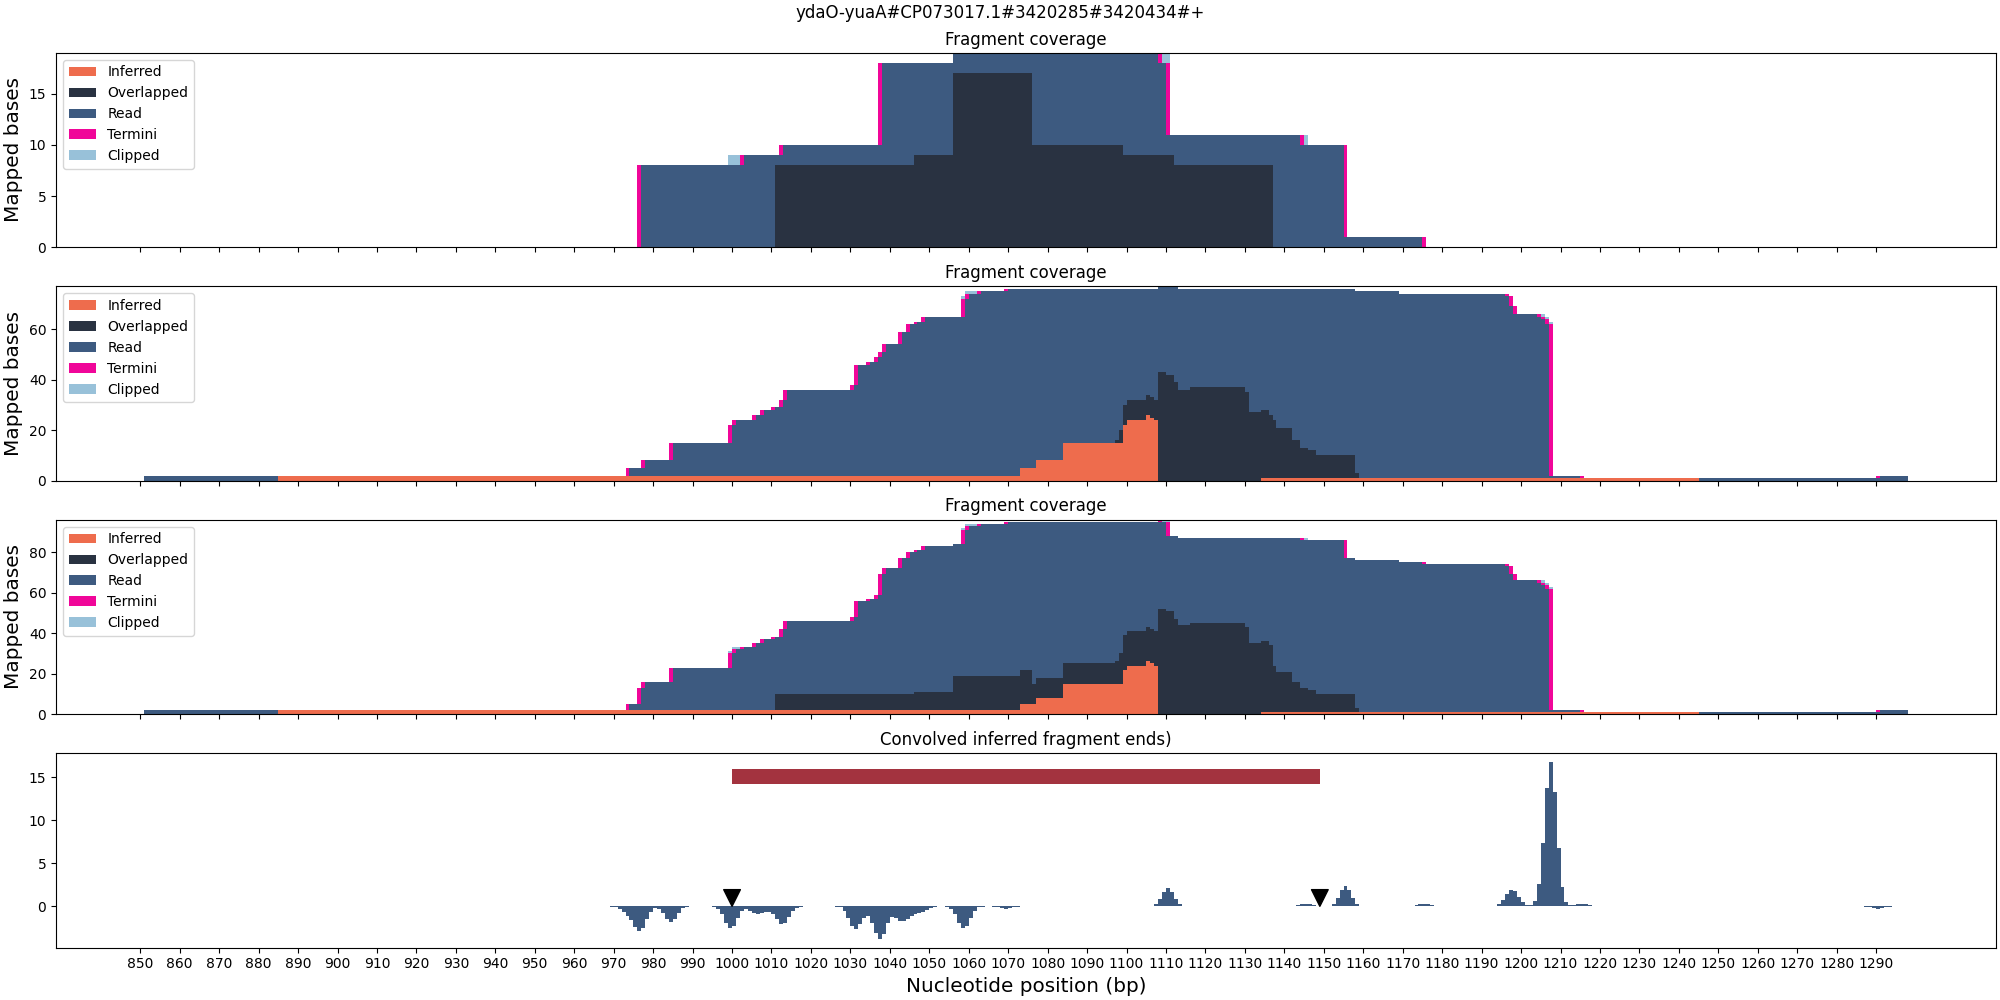 ydaO-yuaA#CP073017.1#3420285#3420434#+
Fragment coverage
Mapped bases
15
10
5
0
Inferred
Overlapped
Read
Termini
Clipped
Fragment coverage
Mapped bases
60
40
20
0
Inferred
Overlapped
Read
Termini
Clipped
Fragment coverage
Mapped bases
80
60
40
20
0
Inferred
Overlapped
Read
Termini
Clipped
Convolved inferred fragment ends)
15
10
5
0
850 860 870 880 890 900 910 920 930 940 950 960 970 980 990 1000 1010 1020 1030 1040 1050 1060 1070 1080 1090 1100 1110 1120 1130 1140 1150 1160 1170 1180 1190 1200 1210 1220 1230 1240 1250 1260 1270 1280 1290
Nucleotide position (bp)